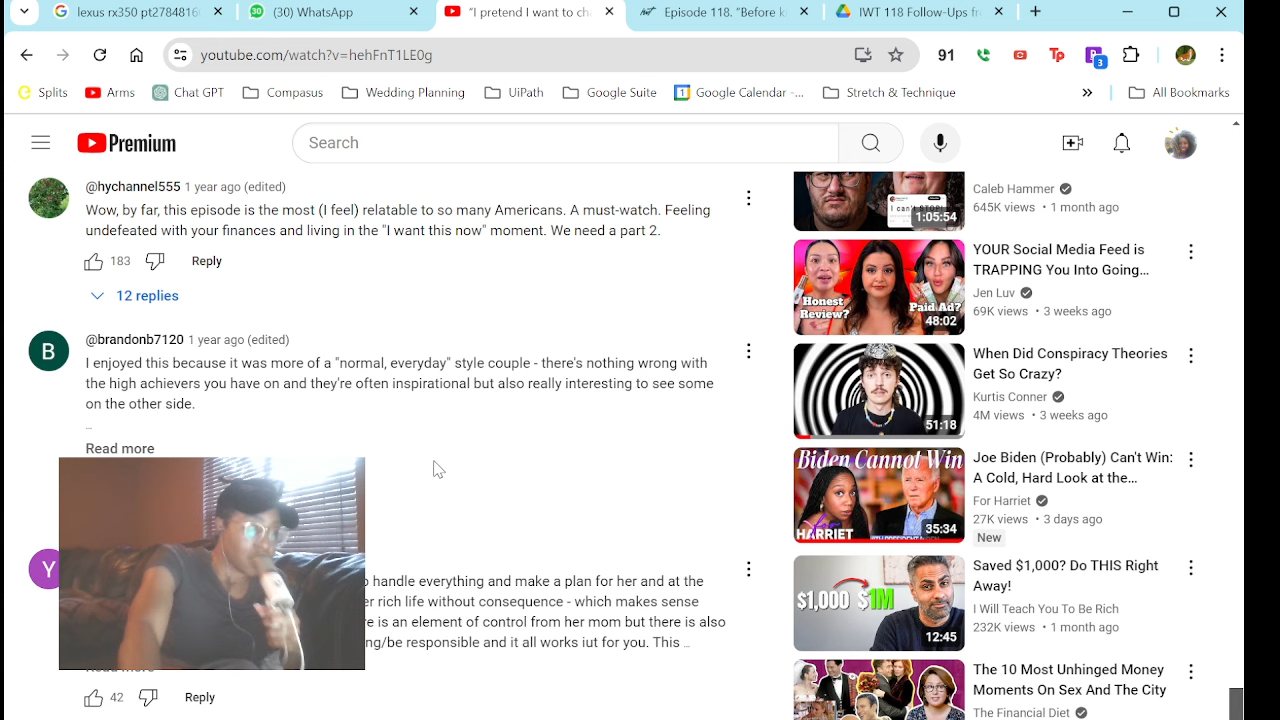 lexus rx350 pt2784816
(30) WhatsApp
"I pretend I want to ch
Episode 118. "Before k
IWT 118 Follow-Ups fr
youtube.com/watch?v=hehFnT1LE0g
91
3
Splits
Arms
Chat GPT
Compasus
Wedding Planning
UiPath
Google Suite
Google Calendar -...
Stretch & Technique
All Bookmarks
Premium
Search
@hychannel555 1 year ago (edited)
Wow, by far, this episode is the most (I feel) relatable to so many Americans. A must-watch. Feeling
undefeated with our finances and living in the "I want this now" moment. We need a part 2.
183
Reply
12 replies
@brandonb7120 1 year ago (edited)
I enjoyed this because it was more of a "normal, everyday" style couple - there's nothing wrong with
the high achievers you have on and they're often inspirational but also really interesting to see some
on the other side.
..
Read more
handle everything and make a plan for her and at the
er rich life without consequence - which makes sense
re is an element of control from her mom but there is also
ng/be responsible and it all works iut for you. This ...
42
Reply
I can't STOP!
1:05:54
Caleb Hammer
645K views • 1 month ago
Honest
Review?
Paid Ad?
48:02
YOUR Social Media Feed is
TRAPPING You Into Going...
Jen Luv
69K views • 3 weeks ago
51:18
When Did Conspiracy Theories
Get So Crazy?
Kurtis Conner
4M views • 3 weeks ago
Biden Cannot Win
for
HARRIET
35:34
Joe Biden (Probably) Can't Win:
A Cold, Hard Look at the...
For Harriet
27K views • 3 days ago
New
$1,000 $1M
12:45
Saved $1,000? Do THIS Right
Away!
I Will Teach You To Be Rich
232K views • 1 month ago
The 10 Most Unhinged Money
Moments On Sex And The City
The Financial Diet